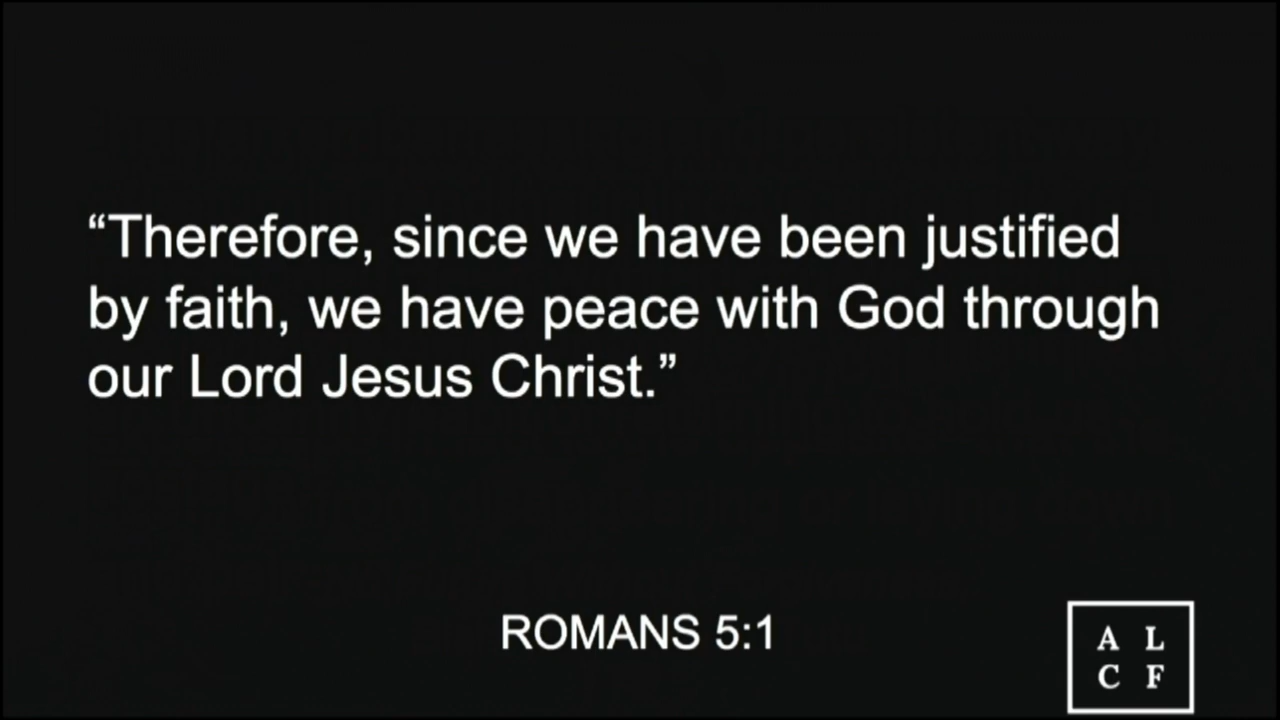 “Therefore, since we have been justified
by faith, we have peace with God through
our Lord Jesus Christ.”
ROMANS 5:1
A L
C F